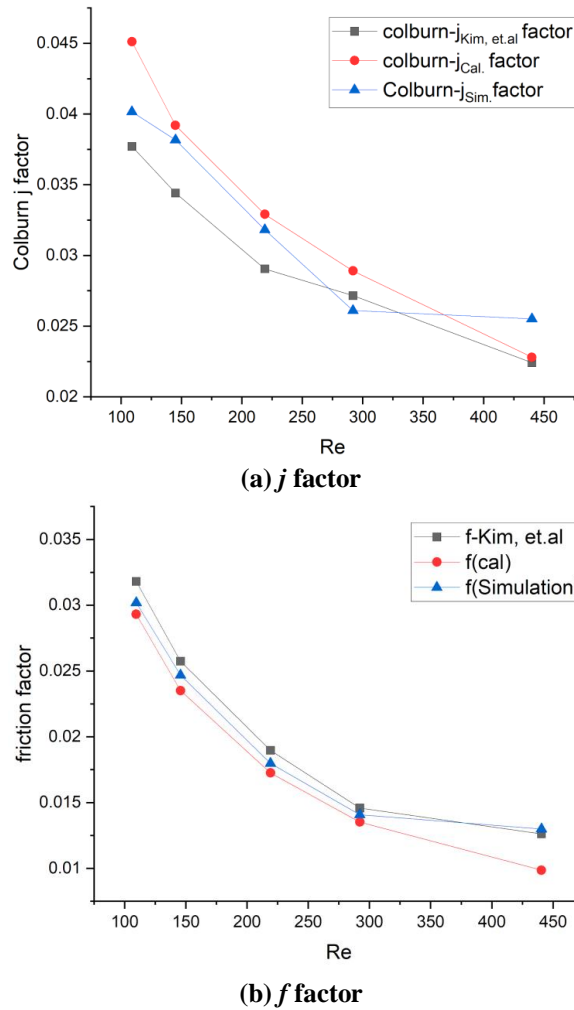 0.045
0.04
0.035
0.03
0.025
0.02
Colburn j factor
colburn-jKim, et.al factor
colburn-jCal. factor
Colburn-jSim. factor
100 150 200 250 300 350 400 450
Re
(a) j factor
0.035
0.03
0.025
0.02
0.015
0.01
friction factor
f-Kim, et.al
f(cal)
f(Simulation
100 150 200 250 300 350 400 450
Re
(b) f factor